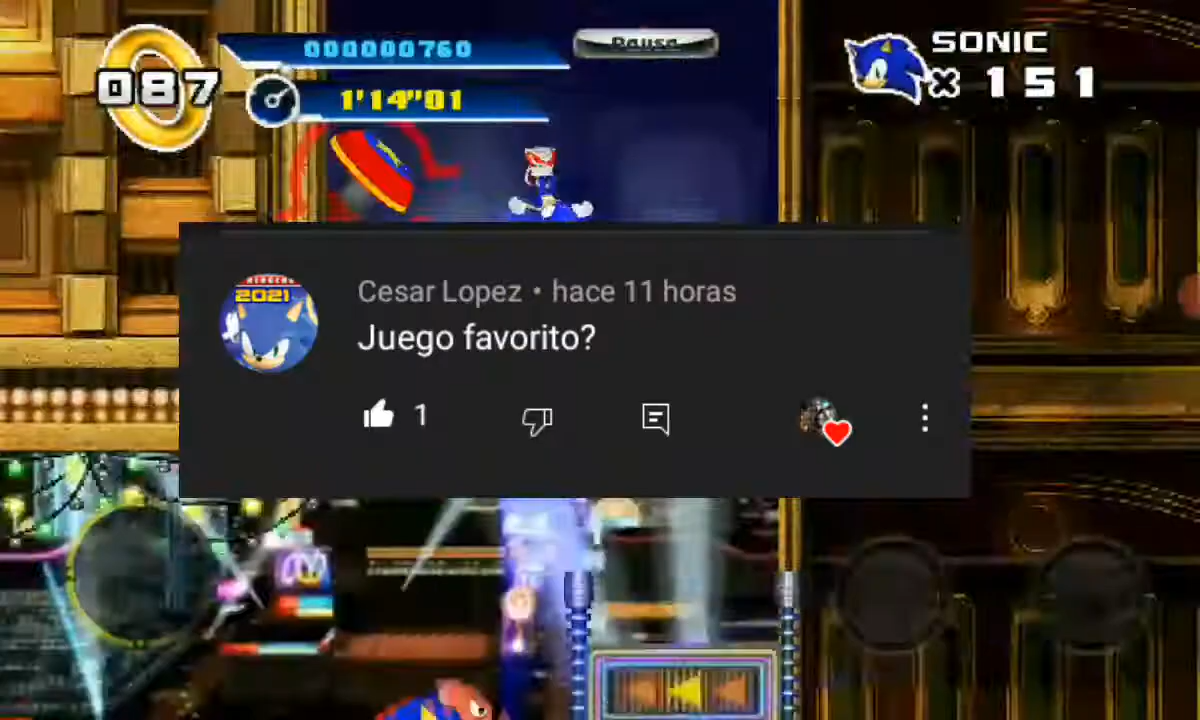 087
000000760
1'14"01
Pause
SONIC
× 151
2021
Cesar Lopez • hace 11 horas
Juego favorito?
1